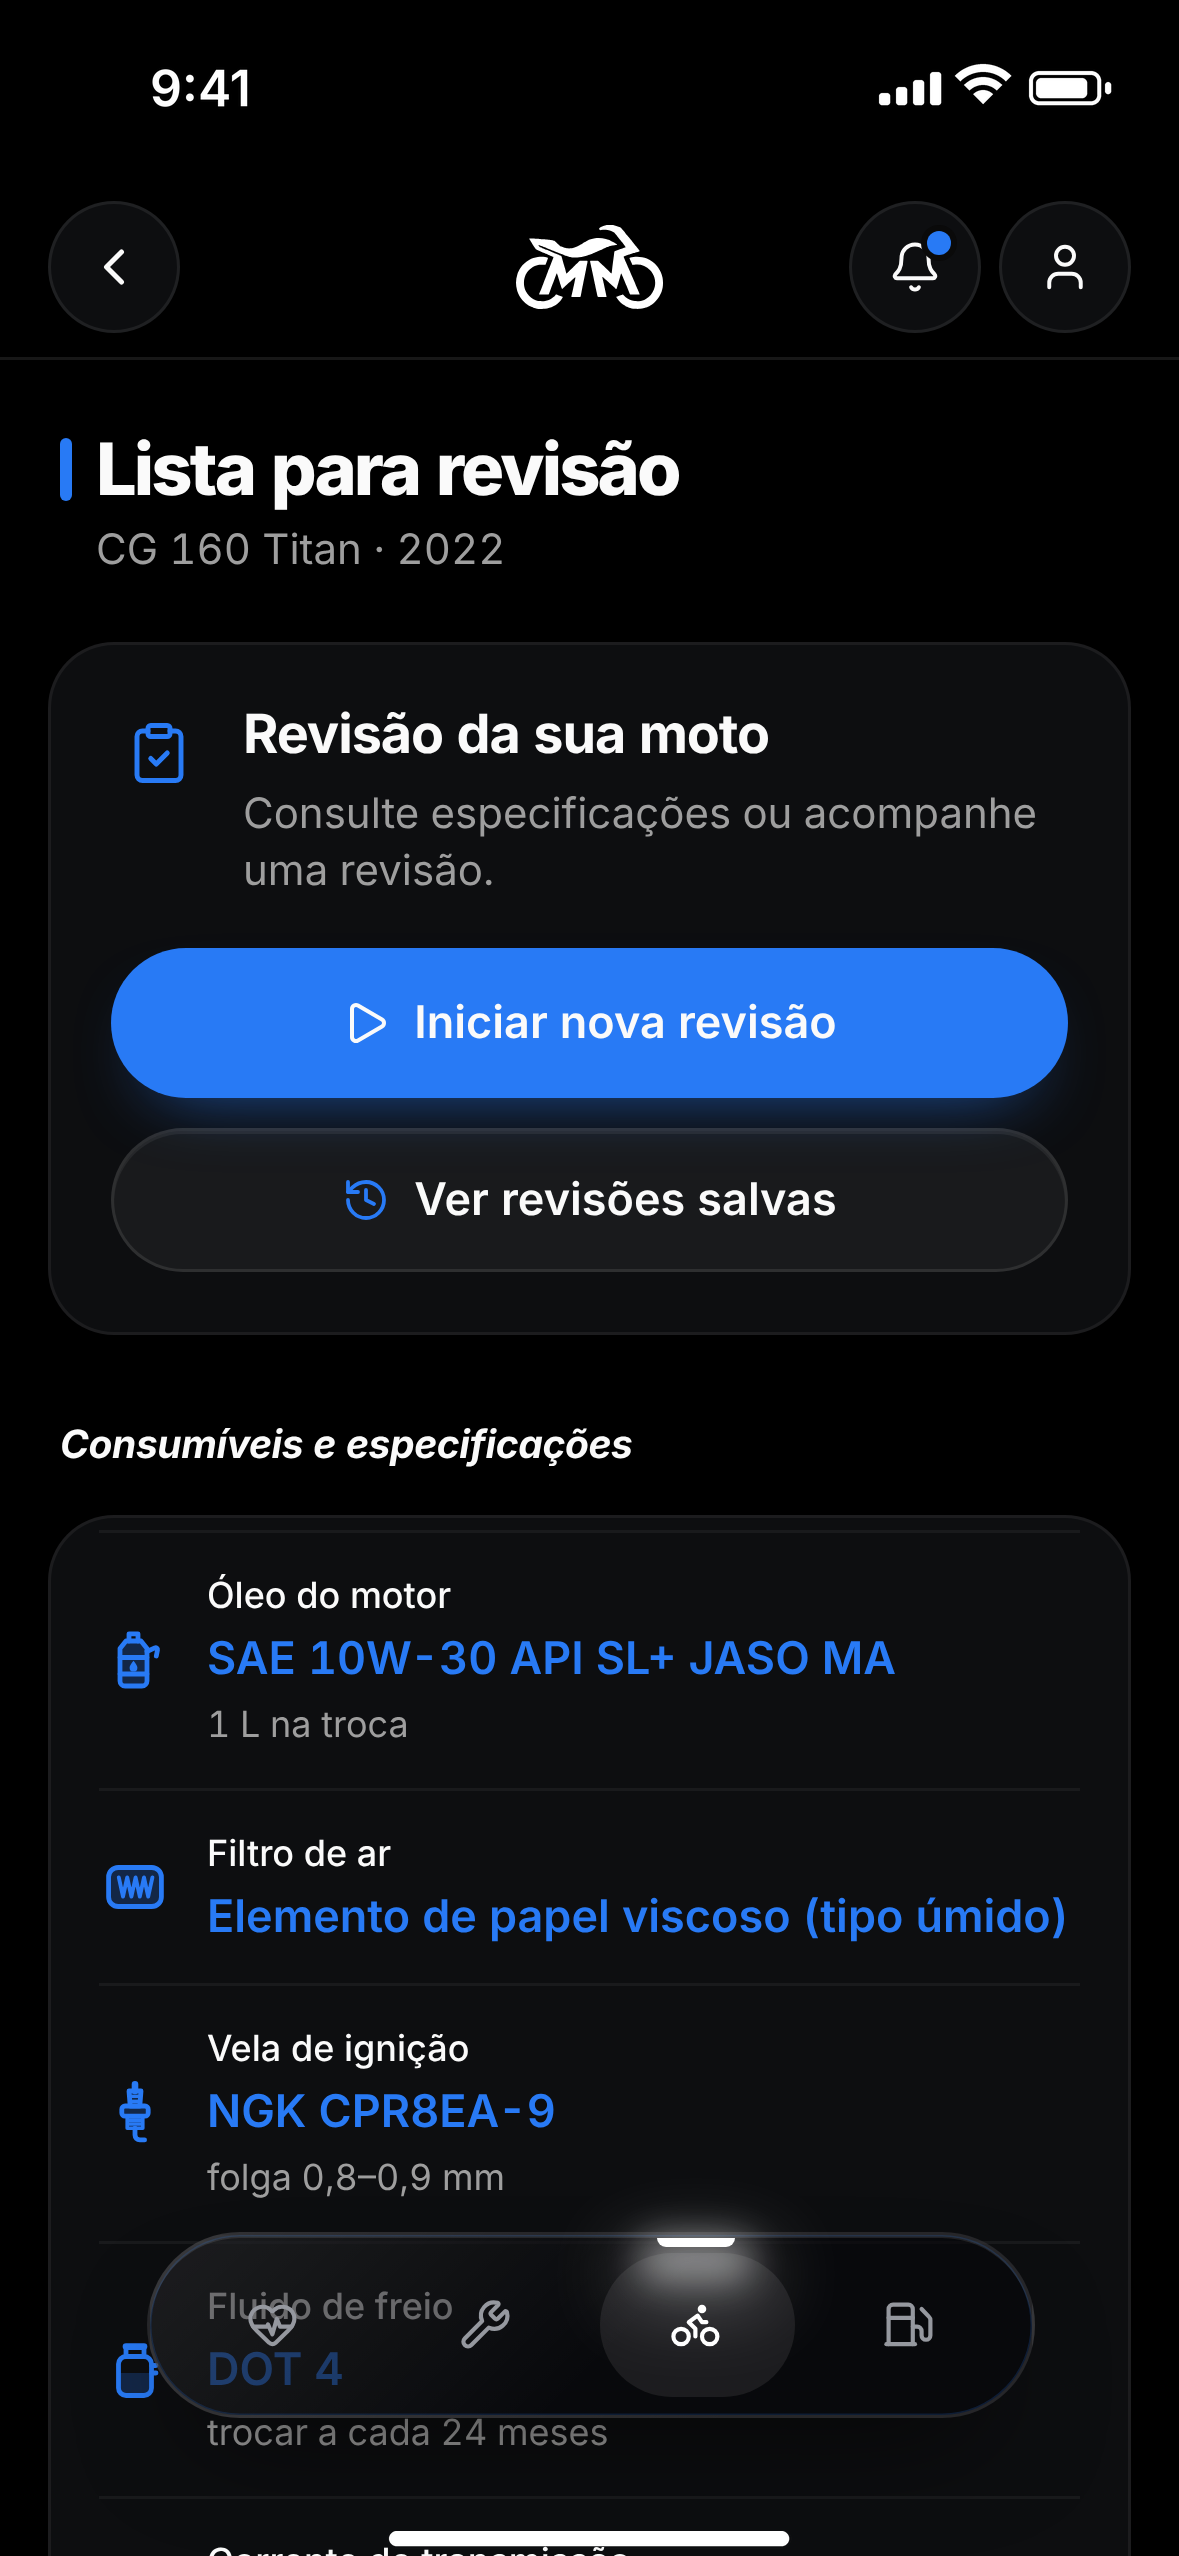 9:41
MM
Lista para revisão
CG 160 Titan · 2022
Revisão da sua moto
Consulte especificações ou acompanhe
uma revisão.
Iniciar nova revisão
Ver revisões salvas
Consumíveis e especificações
Óleo do motor
SAE 10W-30 API SL+ JASO MA
1 L na troca
Filtro de ar
Elemento de papel viscoso (tipo úmido)
Vela de ignição
NGK CPR8EA-9
folga 0,8–0,9 mm
Fluido de freio
DOT 4
trocar a cada 24 meses